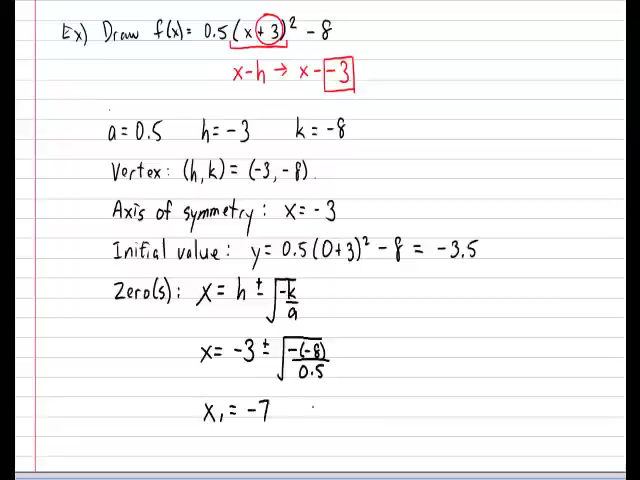 Ex) Draw f(x) = 0.5(x+3)² - 8
x-h → x--3
a = 0.5 h = -3 k = -8
Vertex: (h, k) = (-3, -8)
Axis of symmetry: x = -3
Initial value: y = 0.5(0+3)² - 8 = -3.5
Zero(s): x = h ± √(-k/a)
x = -3 ± √(-(-8)/0.5)
x₁ = -7